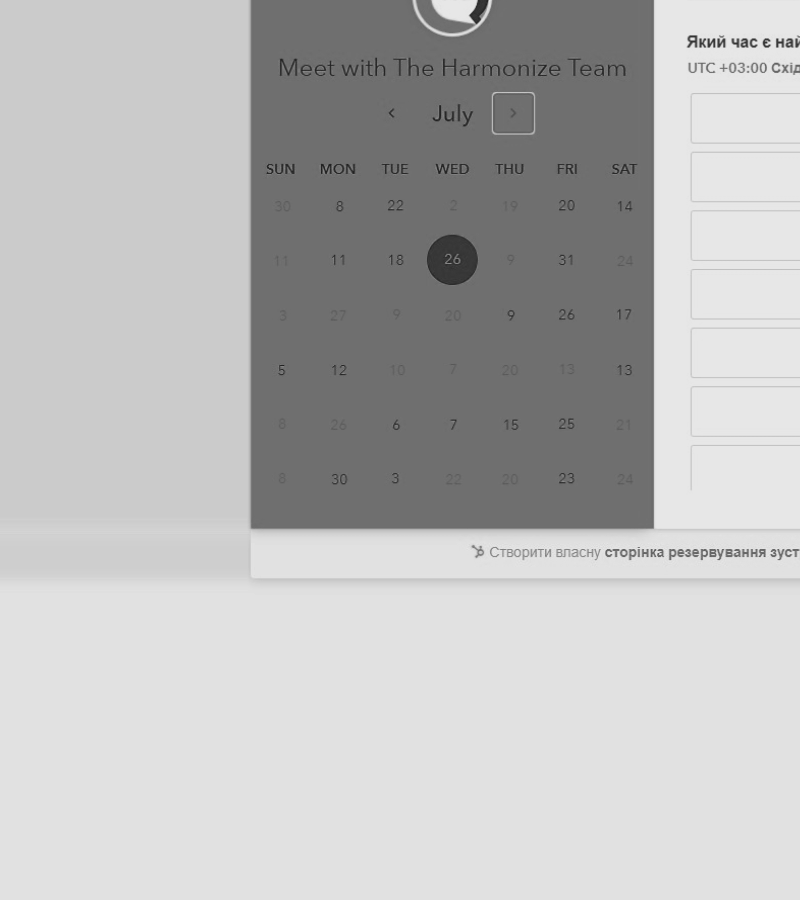 Meet with The Harmonize Team
July
SUN MON TUE WED THU FRI SAT
30 8 22 2 19 20 14
11 11 18 26 9 31 24
3 27 9 20 9 26 17
5 12 10 7 20 13 13
8 26 6 7 15 25 21
8 30 3 22 20 23 24
Який час є
UTC +03:00
Створити власну сторінка резервування